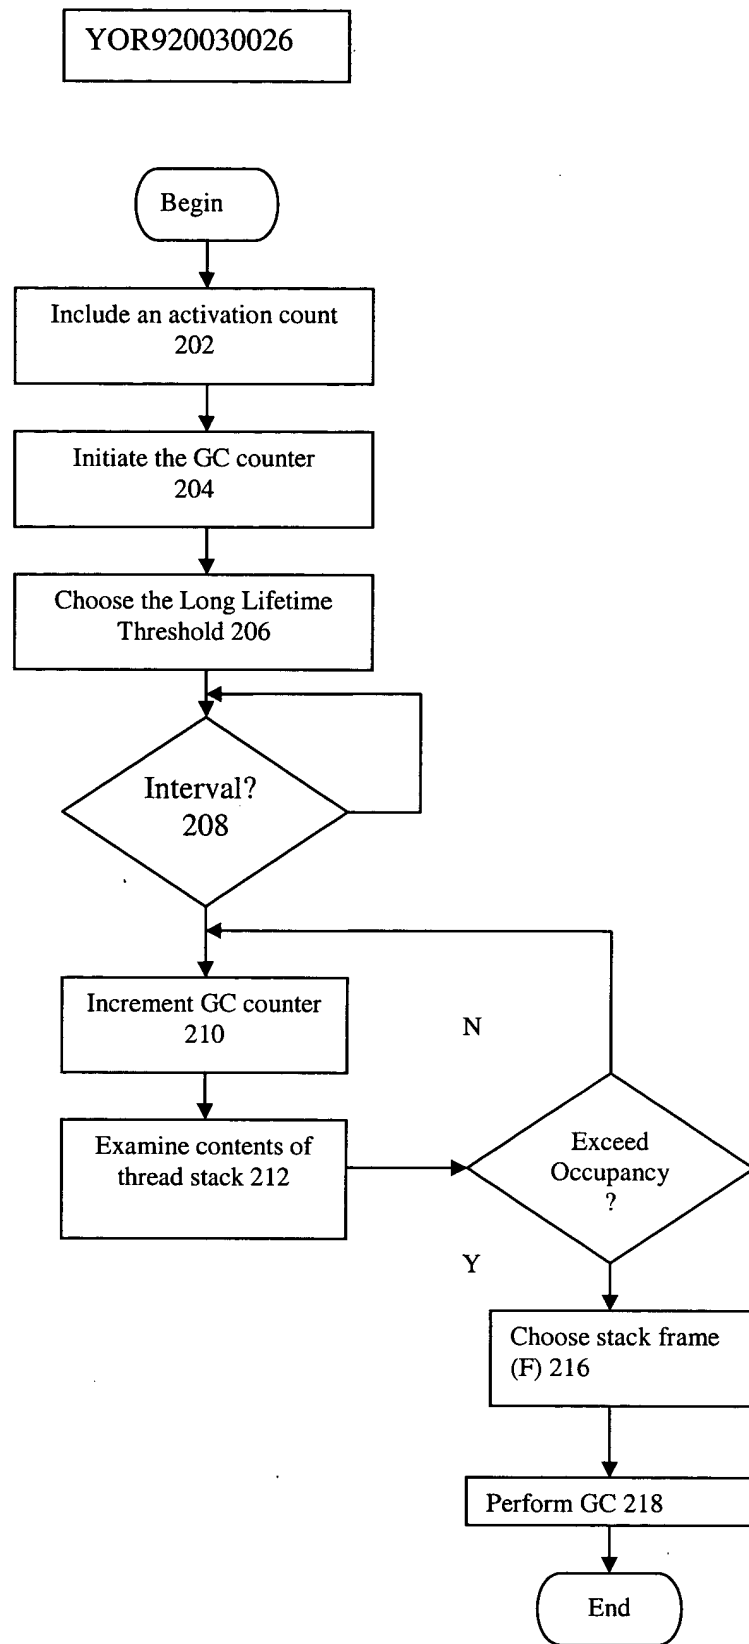 YOR920030026
Begin
Include an activation count
202
Initiate the GC counter
204
Choose the Long Lifetime
Threshold 206
Interval?
208
Increment GC counter
210
N
Examine contents of
thread stack 212
Exceed
Occupancy
?
Y
Choose stack frame
(F) 216
Perform GC 218
End